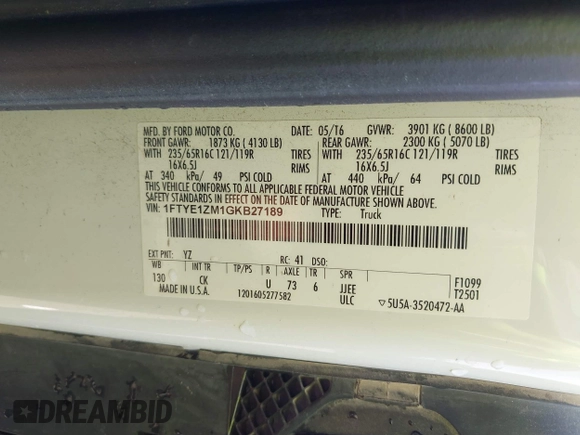 MFD. BY FORD MOTOR CO. DATE: 05/16 GVWR: 3901 KG ( 8600 LB)
FRONT GAWR: 1873 KG ( 4130 LB) REAR GAWR: 2300 KG ( 5070 LB)
WITH 235/65R16C 121/119R TIRES WITH 235/65R16C 121/119R TIRES
16X6.5J RIMS 16X6.5J RIMS
AT 340 kPa/ 49 PSI COLD AT 440 kPa/ 64 PSI COLD
THIS VEHICLE CONFORMS TO ALL APPLICABLE FEDERAL MOTOR VEHICLE
SAFETY STANDARDS IN EFFECT ON THE DATE OF MANUFACTURE SHOWN ABOVE.
VIN: 1FTYE1ZM1GKB27189 TYPE: Truck
EXT PNT: YZ RC: 41 DSO:
WB INT TR TP/PS R AXLE TR SPR F1099
130 CK U 73 6 JJEE T2501
MADE IN U.S.A. 1201605277582 ULC ▽5U5A-3520472-AA
DREAMBID